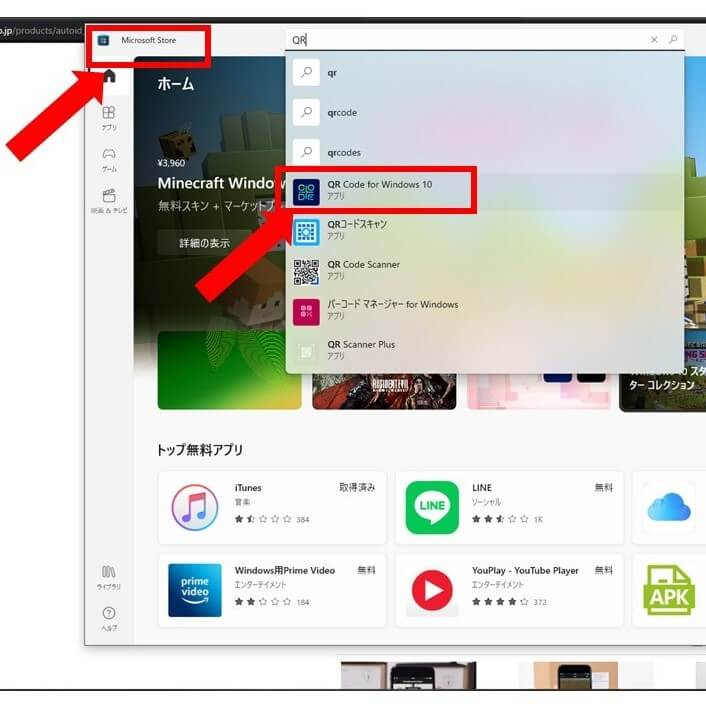 .jp/products/autoid
Microsoft Store
QR
qr
qrcode
qrcodes
QR Code for Windows 10
アプリ
QRコードスキャン
アプリ
QR Code Scanner
アプリ
バーコード マネージャー for Windows
アプリ
QR Scanner Plus
アプリ
アプリ
ゲーム
映画 & テレビ
ホーム
¥3,960
Minecraft Windo
無料スキン + マーケットプ
詳細の表示
RESIDENT EVIL
ター コレクション
トップ無料アプリ
iTunes
取得済み
音楽
384
LINE
LINE
無料
ソーシャル
1K
prime video
Windows用Prime Video
無料
エンターテイメント
184
YouPlay - YouTube Player
無料
エンターテイメント
372
APK
ライブラリ
ヘルプ